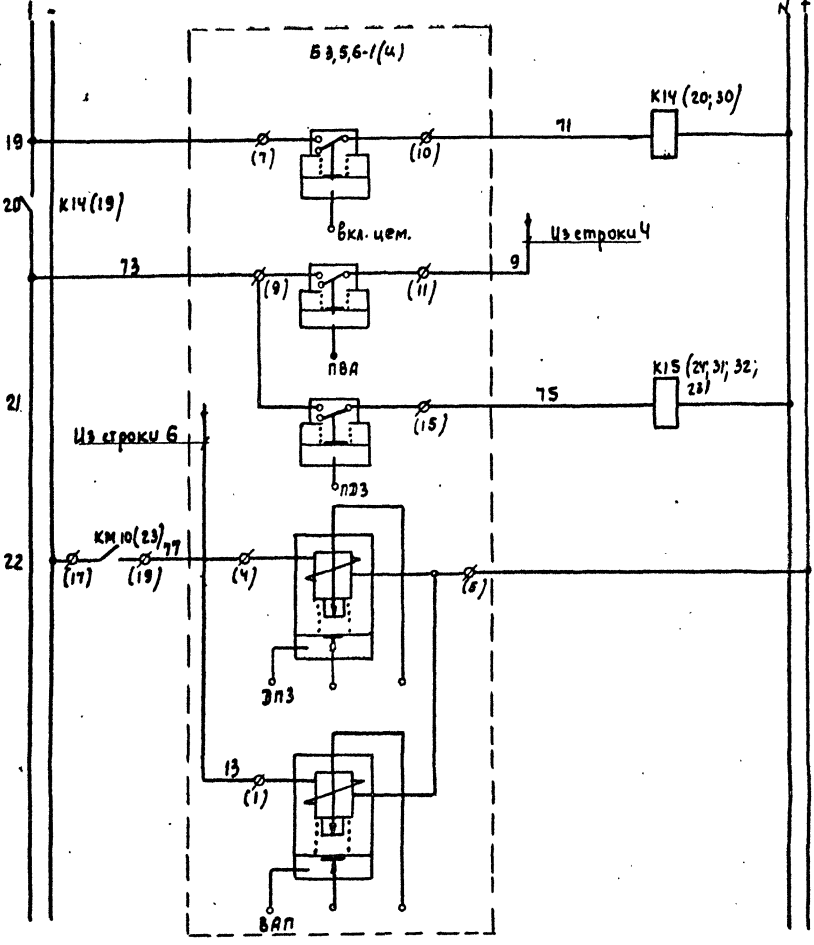 1 -
N +
Б3,5,6-1(И)
К14 (20;30)
19
(7)
(10)
71
20
К14(19)
вкл. цем.
Из строки 4
73
(9)
(11)
9
ПВА
К15 (24;31;32;
23)
21
75
(15)
Из строки 6
ПДЗ
КМ10(23)
77
22
(17)
(19)
(4)
(5)
ДПЗ
13
(1)
ВАП